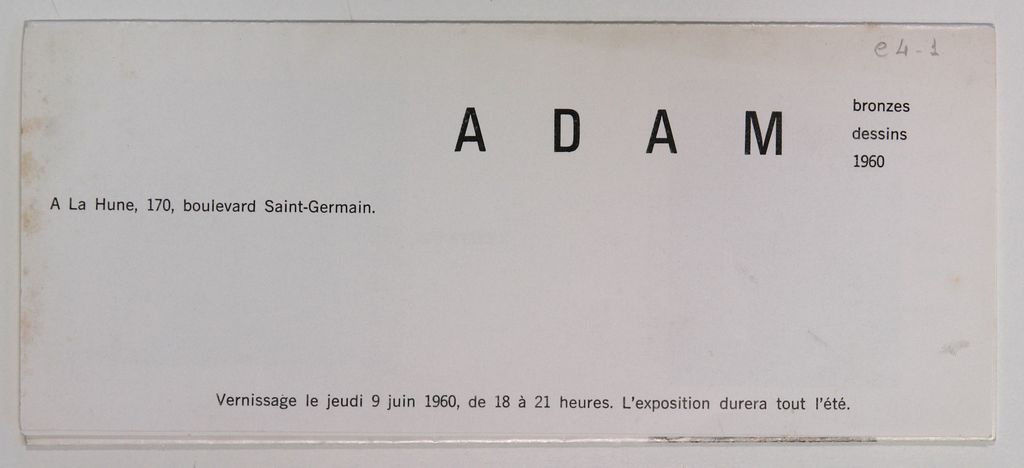 e 4 - 1
A D A M
bronzes
dessins
1960
A La Hune, 170, boulevard Saint-Germain.
Vernissage le jeudi 9 juin 1960, de 18 à 21 heures. L'exposition durera tout l'été.